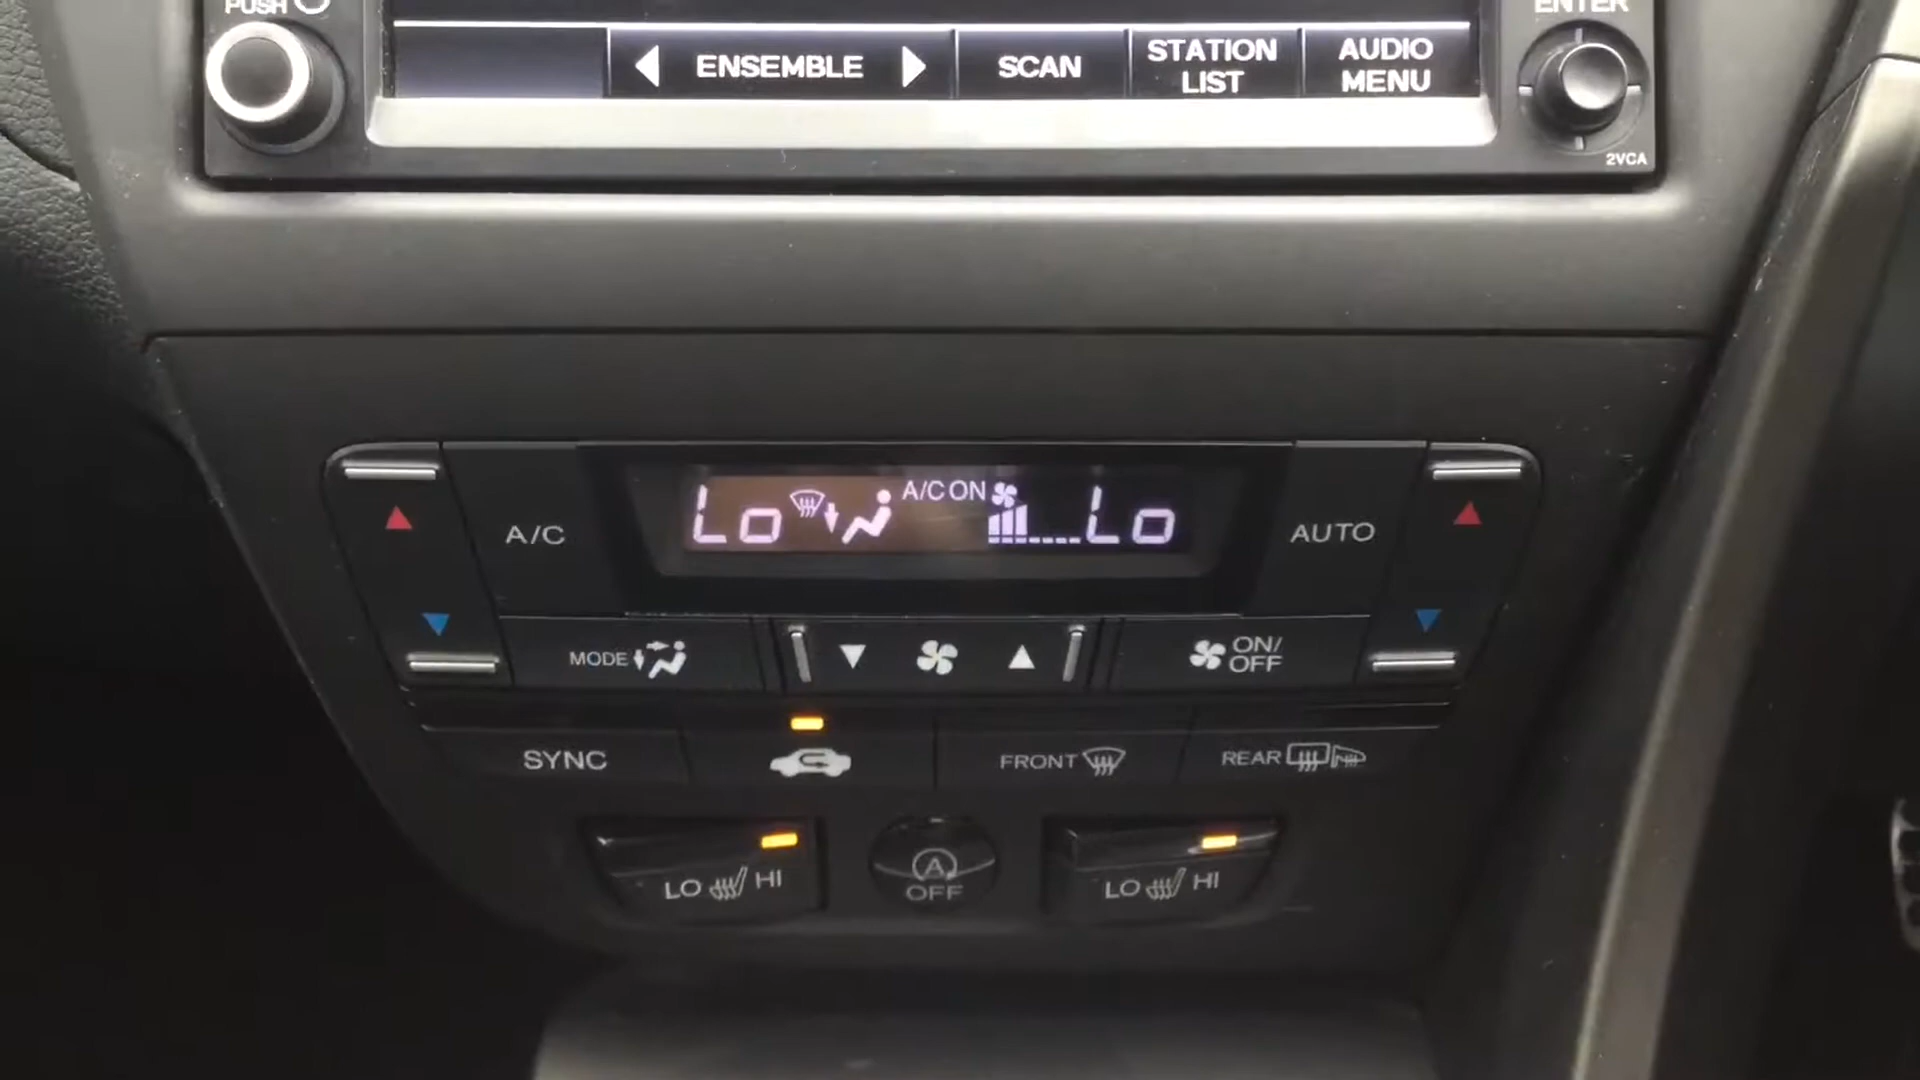 PUSH
ENTER
ENSEMBLE
SCAN
STATION
LIST
AUDIO
MENU
2VCA
A/C
Lo
A/C ON
Lo
AUTO
MODE
ON/
OFF
SYNC
FRONT
REAR
LO
HI
A
OFF
LO
HI